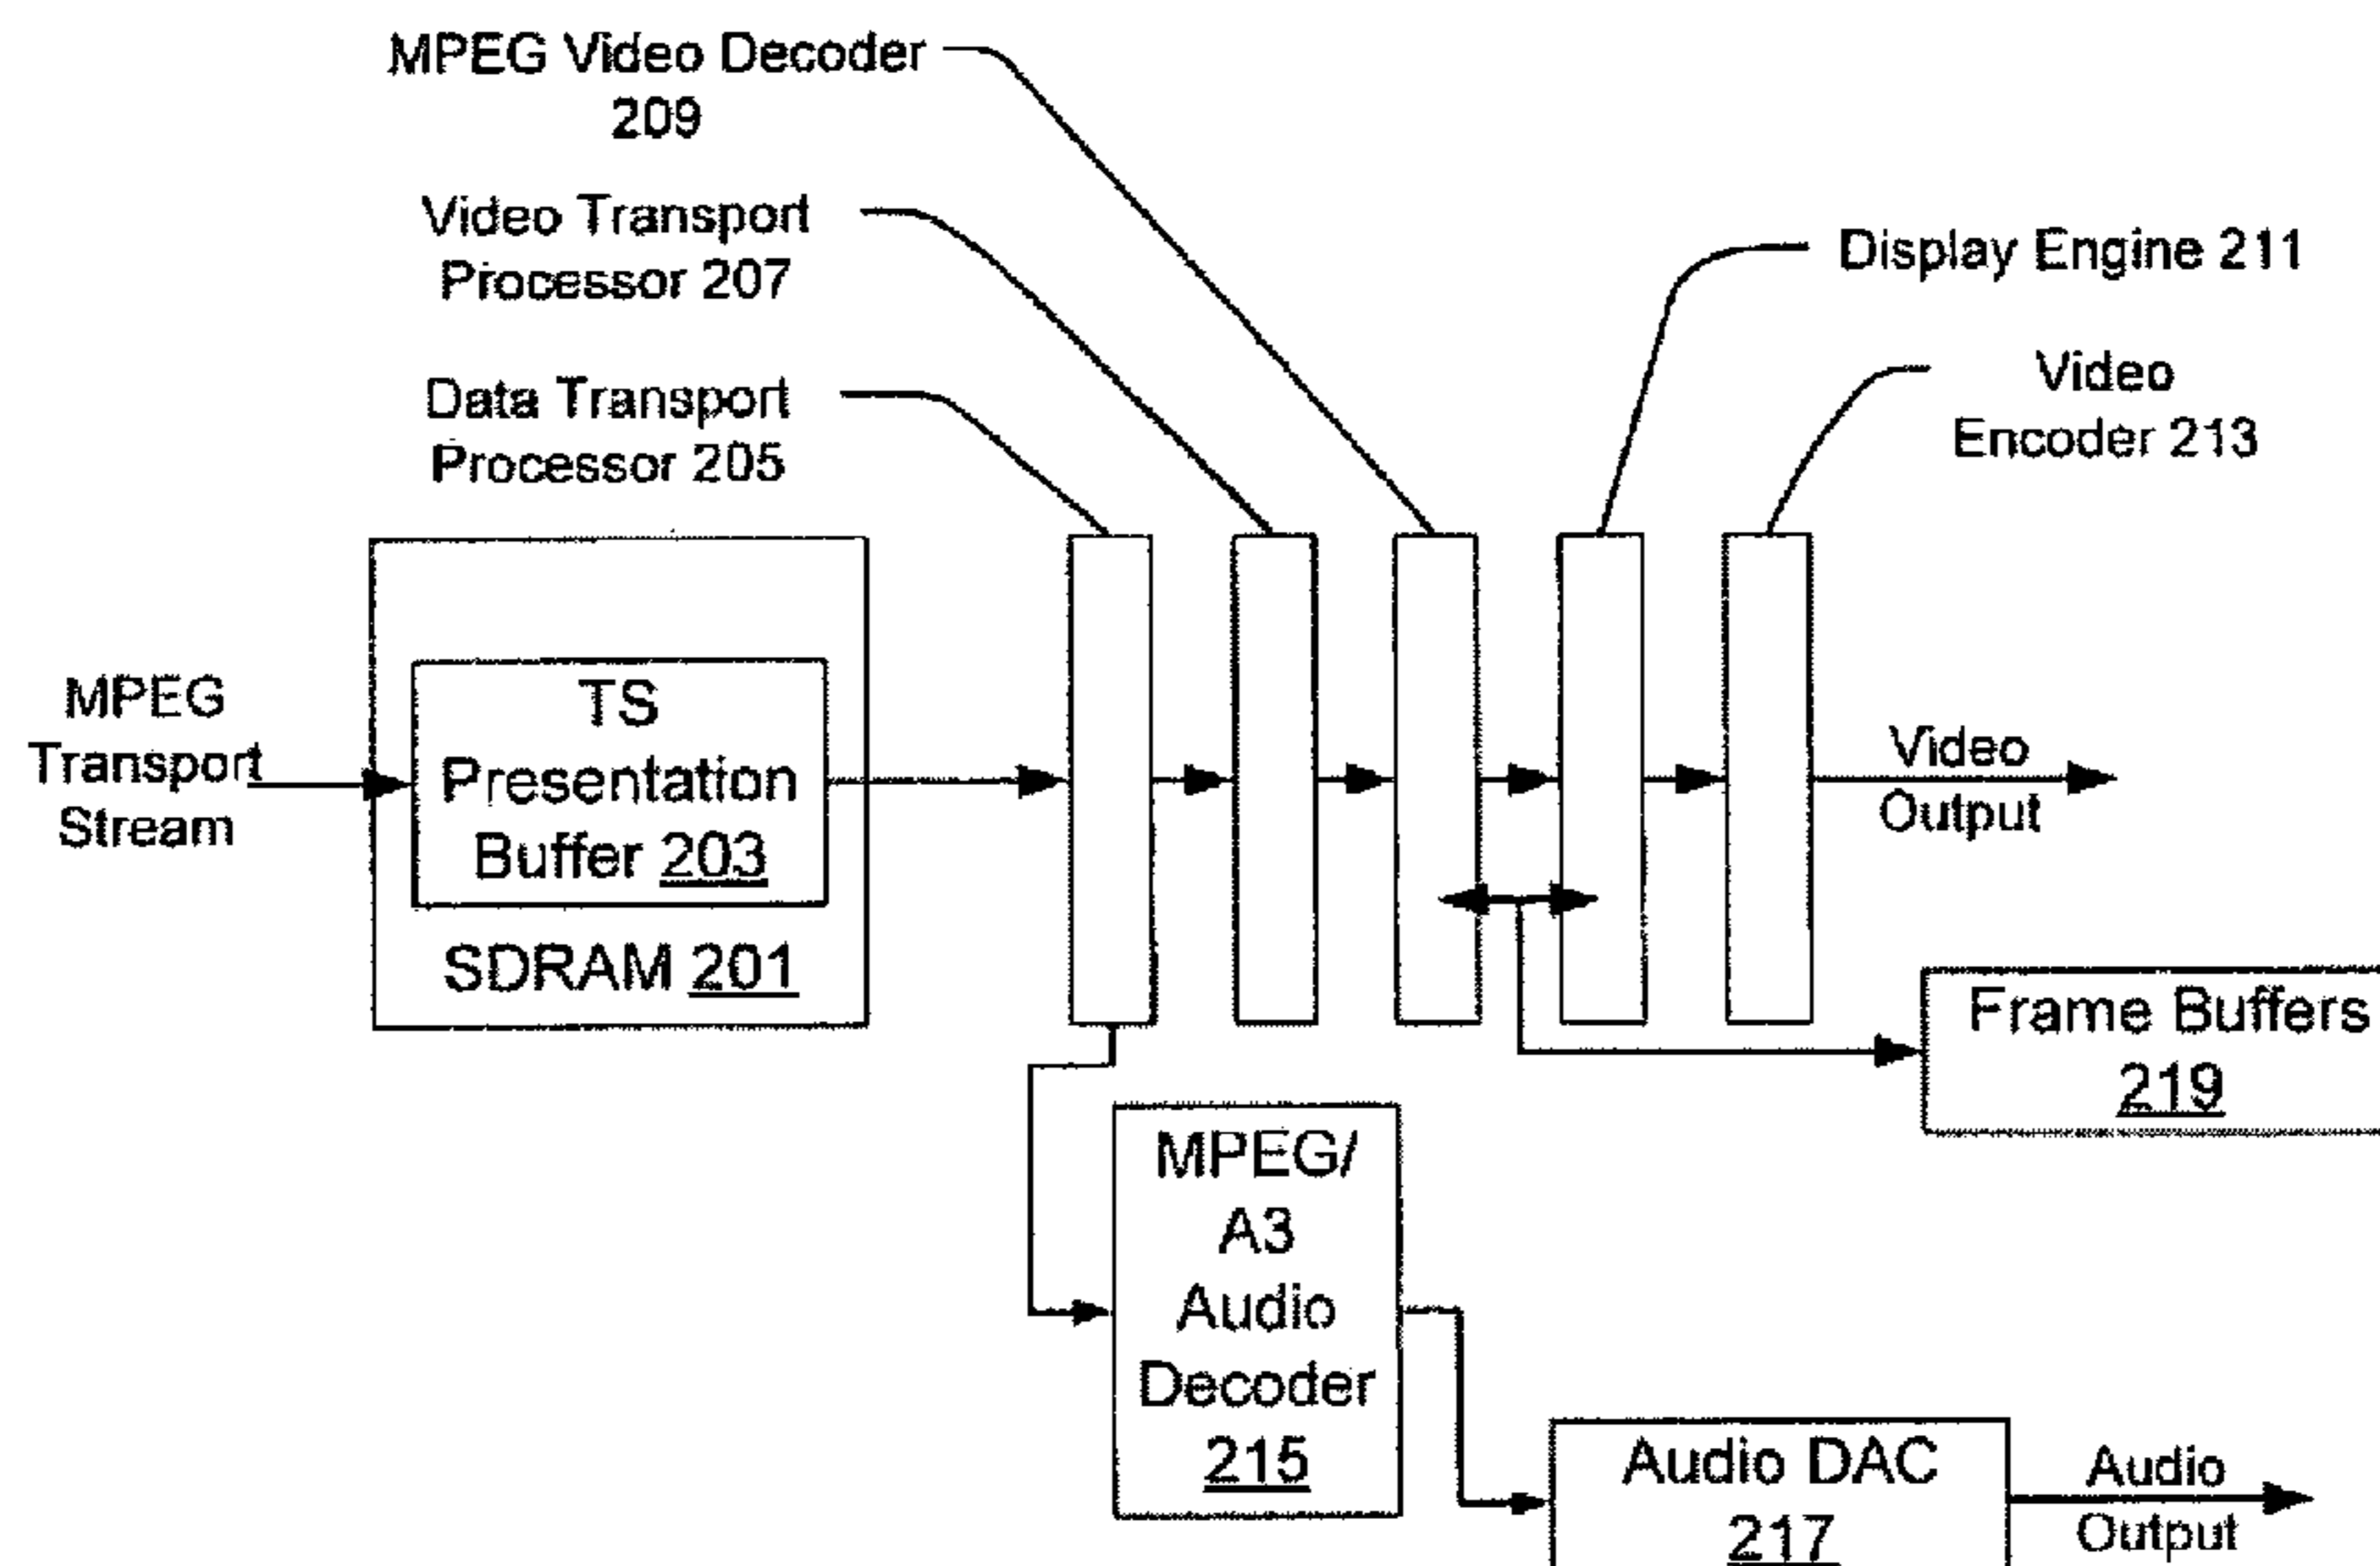 MPEG Video Decoder
209
Video Transport
Processor 207
Data Transport
Processor 205
Display Engine 211
Video
Encoder 213
MPEG
Transport
Stream
TS
Presentation
Buffer 203
SDRAM 201
Video
Output
Frame Buffers
219
MPEG/
A3
Audio
Decoder
215
Audio DAC
217
Audio
Output